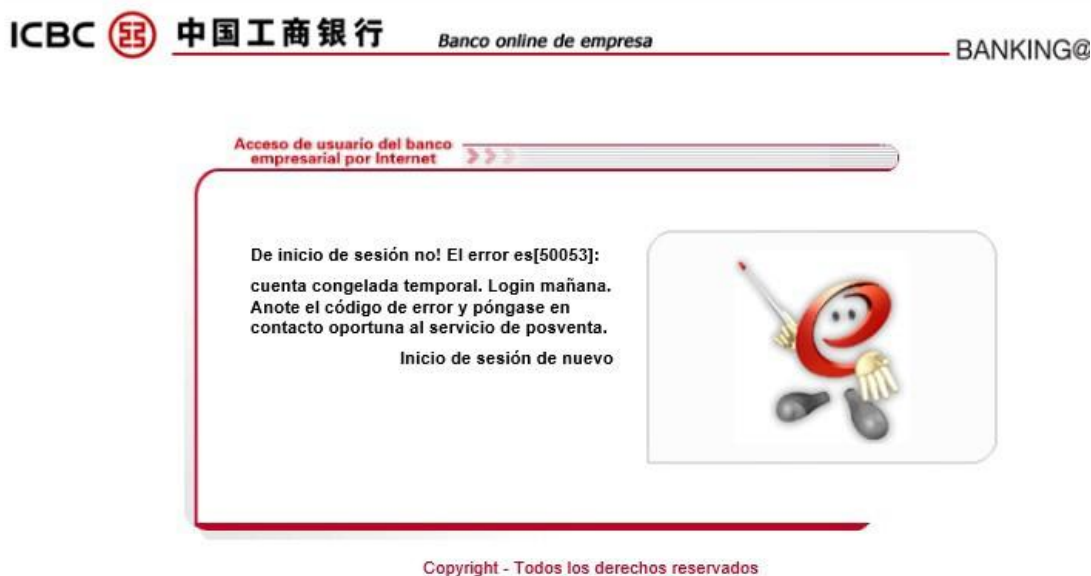 ICBC 中国工商银行 Banco online de empresa
BANKING@
Acceso de usuario del banco
empresarial por Internet
De inicio de sesión no! El error es[50053]:
cuenta congelada temporal. Login mañana.
Anote el código de error y póngase en
contacto oportuna al servicio de posventa.
Inicio de sesión de nuevo
Copyright - Todos los derechos reservados